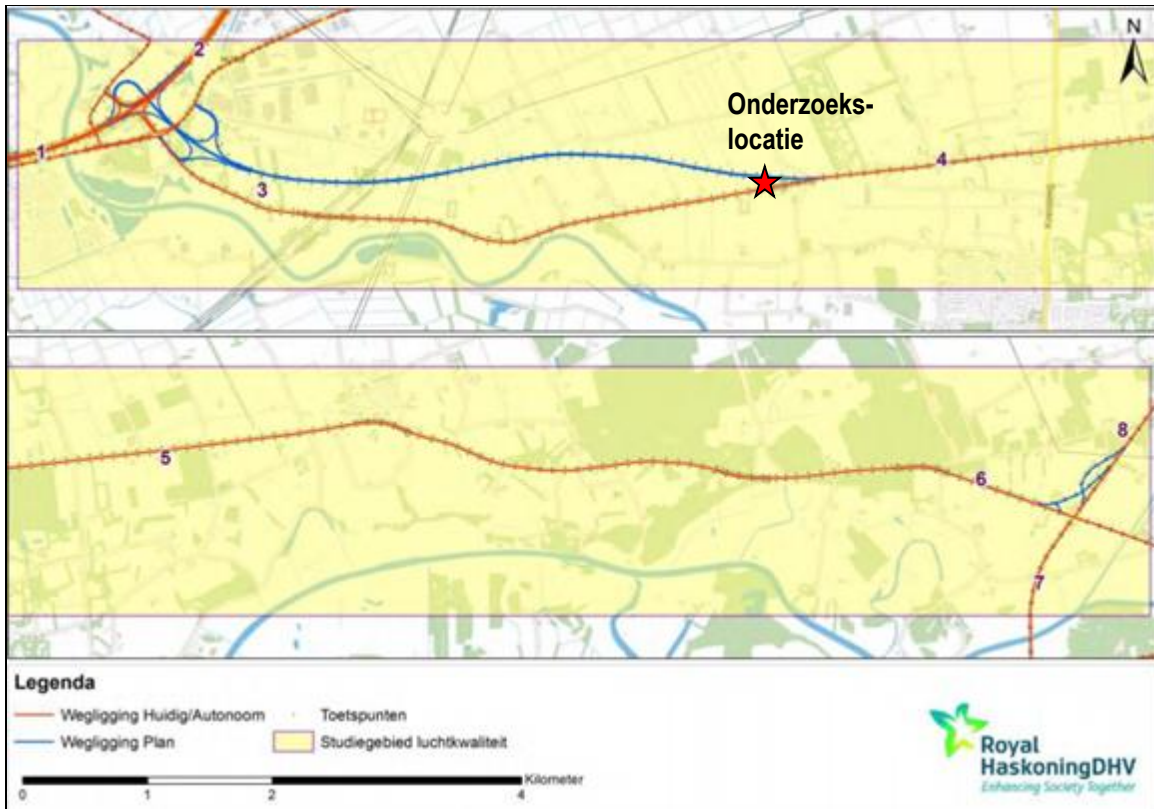 N
Onderzoeks-
locatie
1
2
3
4
5
6
7
8
Legenda
Wegligging Huidig/Autonoom
Toetspunten
Wegligging Plan
Studiegebied luchtkwaliteit
Kilometer
0 1 2 4
Royal
HaskoningDHV
Enhancing Society Together